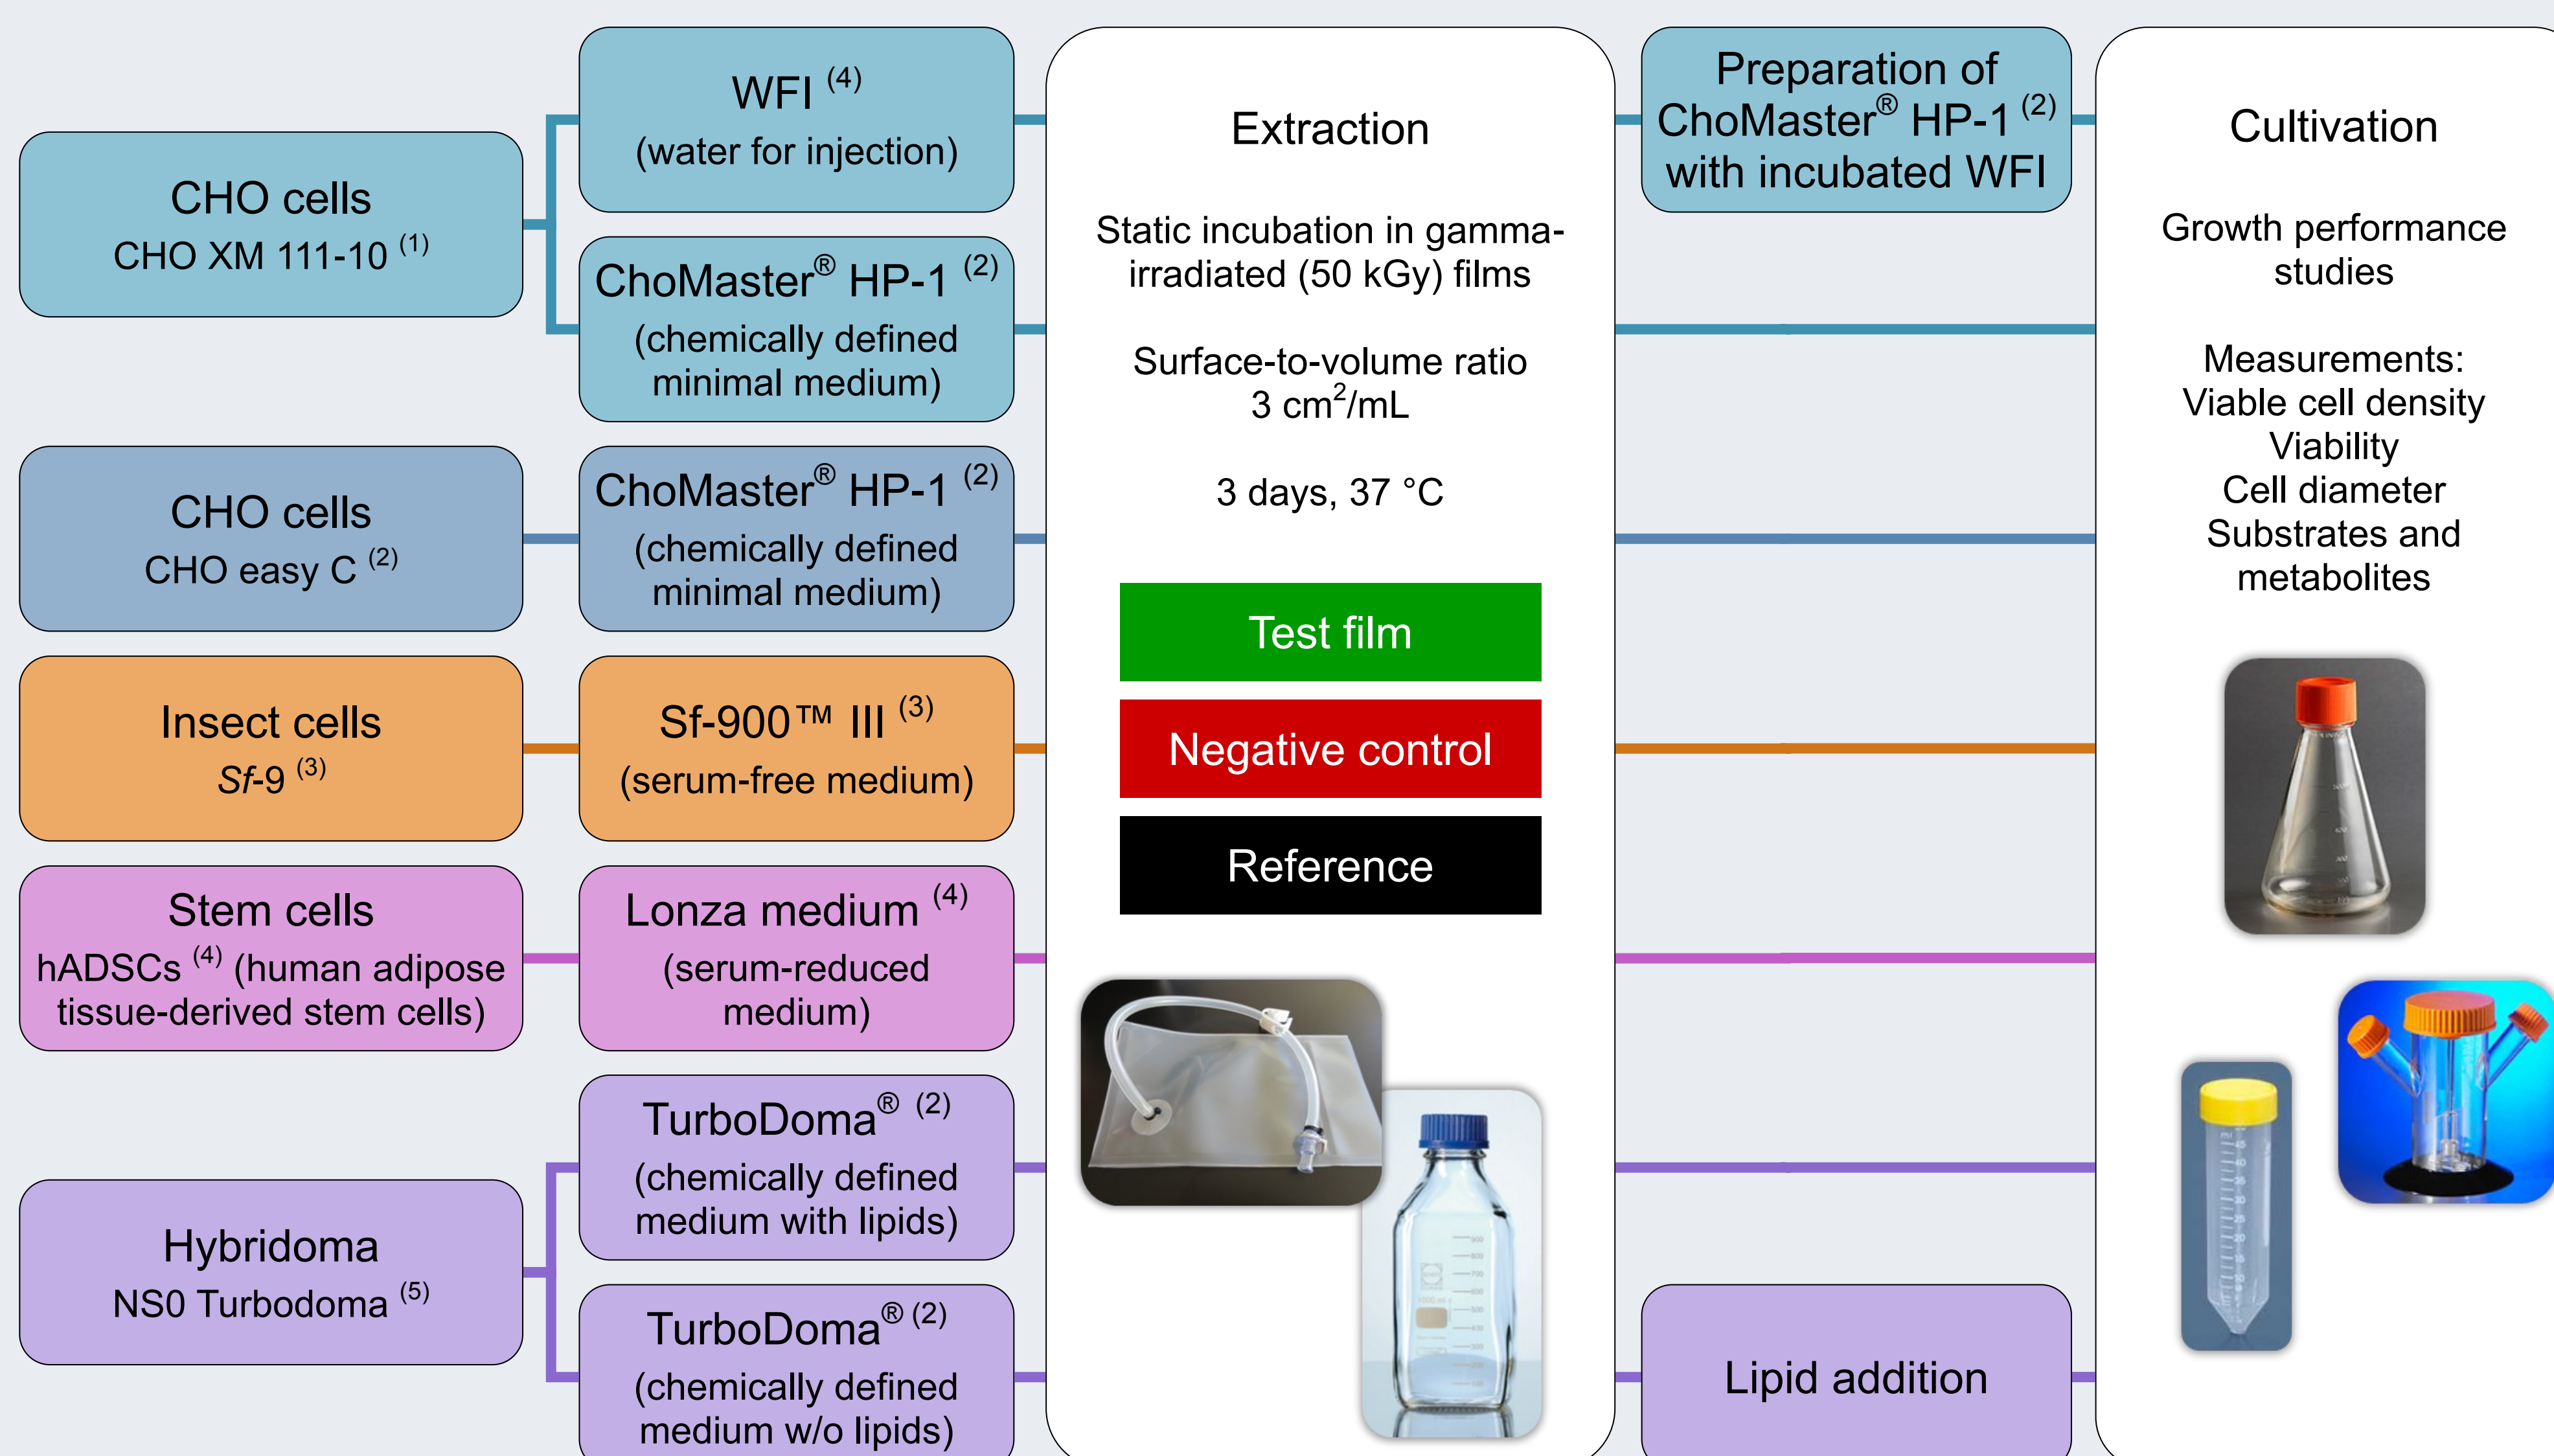 CHO cells
CHO XM 111-10 (1)
WFI (4)
(water for injection)
ChoMaster® HP-1 (2)
(chemically defined
minimal medium)
CHO cells
CHO easy C (2)
ChoMaster® HP-1 (2)
(chemically defined
minimal medium)
Insect cells
Sf-9 (3)
Sf-900™ III (3)
(serum-free medium)
Stem cells
hADSCs (4) (human adipose
tissue-derived stem cells)
Lonza medium (4)
(serum-reduced
medium)
Hybridoma
NS0 Turbodoma (5)
TurboDoma® (2)
(chemically defined
medium with lipids)
TurboDoma® (2)
(chemically defined
medium w/o lipids)
Extraction
Static incubation in gamma-
irradiated (50 kGy) films
Surface-to-volume ratio
3 cm²/mL
3 days, 37 °C
Test film
Negative control
Reference
Preparation of
ChoMaster® HP-1 (2)
with incubated WFI
Lipid addition
Cultivation
Growth performance
studies
Measurements:
Viable cell density
Viability
Cell diameter
Substrates and
metabolites